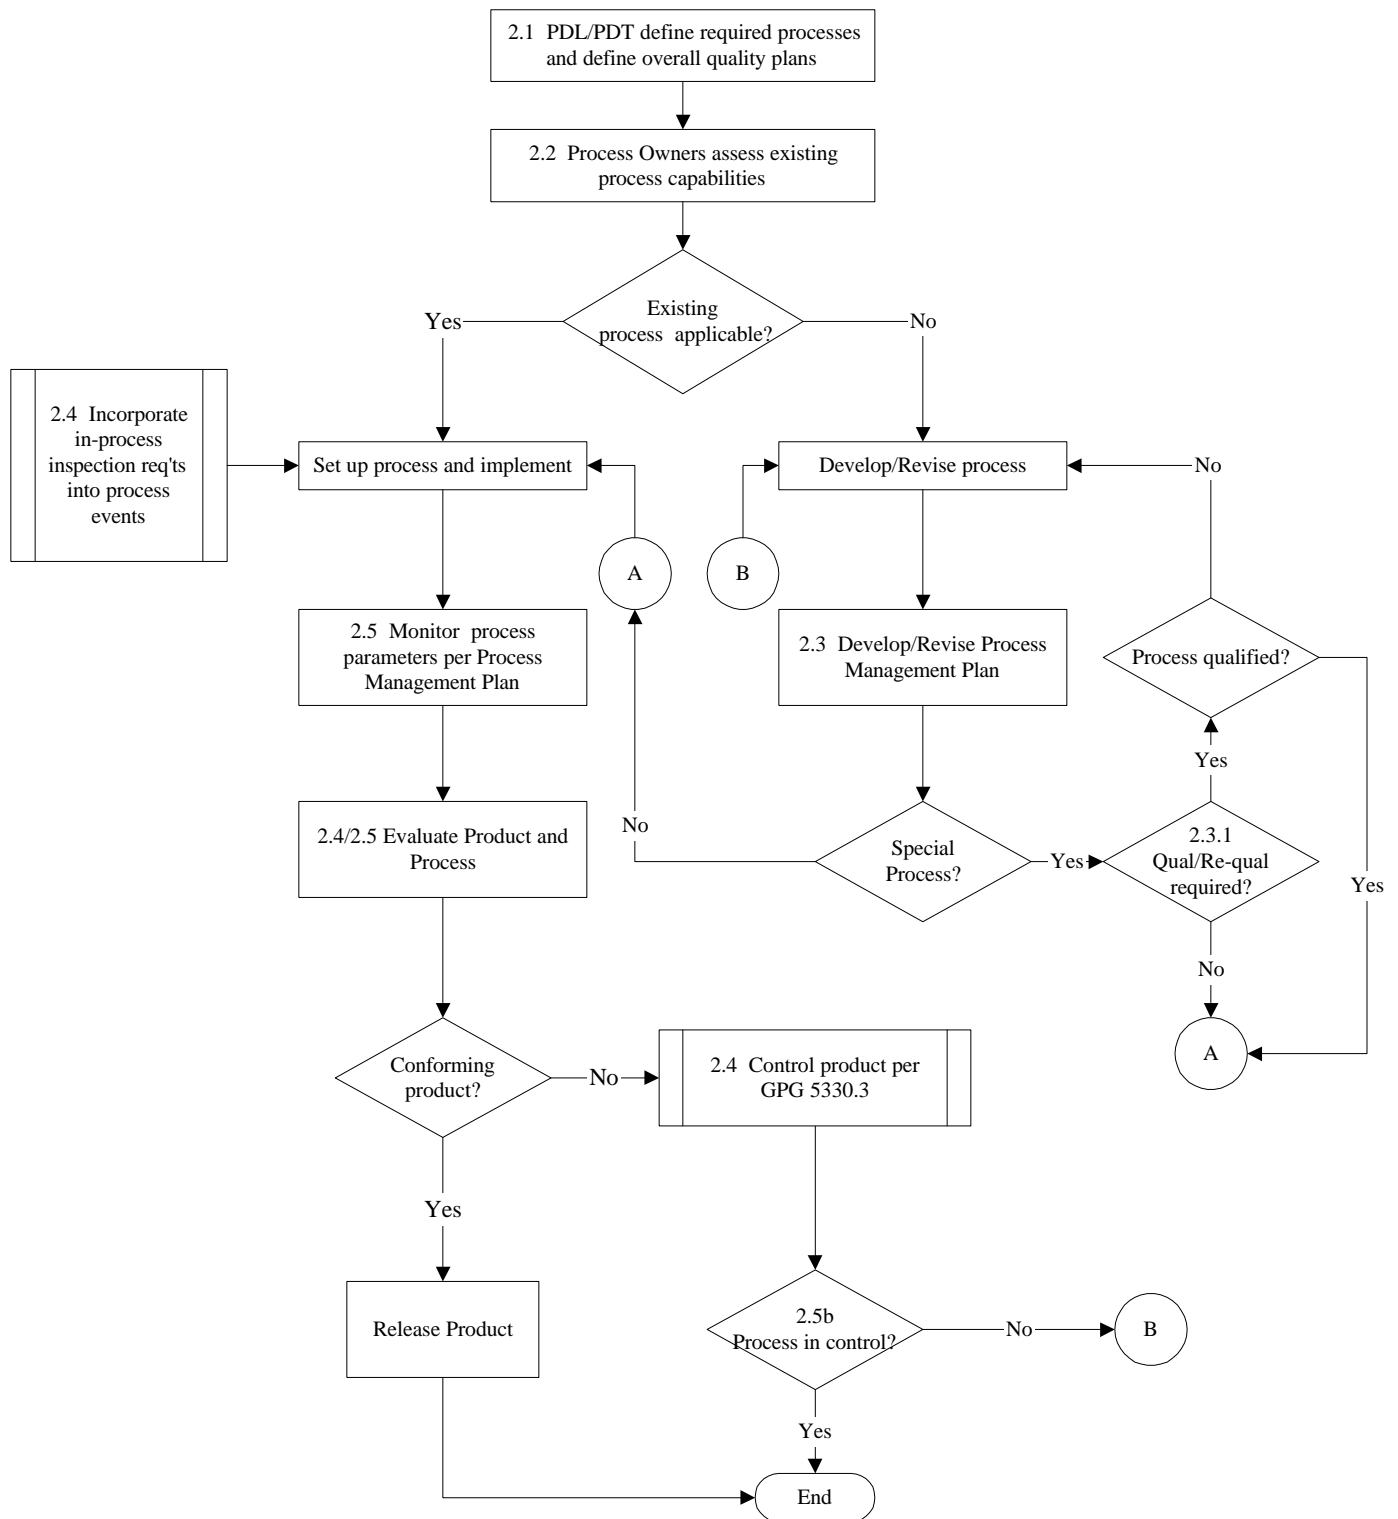 2.1 PDL/PDT define required processes
and define overall quality plans
2.2 Process Owners assess existing
process capabilities
Existing
process applicable?
Yes
No
2.4 Incorporate
in-process
inspection req'ts
into process
events
Set up process and implement
Develop/Revise process
No
A
B
2.5 Monitor process
parameters per Process
Management Plan
2.3 Develop/Revise Process
Management Plan
Process qualified?
Yes
2.4/2.5 Evaluate Product and
Process
No
Special
Process?
Yes
2.3.1
Qual/Re-qual
required?
Yes
No
A
Conforming
product?
No
2.4 Control product per
GPG 5330.3
Yes
Release Product
2.5b
Process in control?
No
B
Yes
End